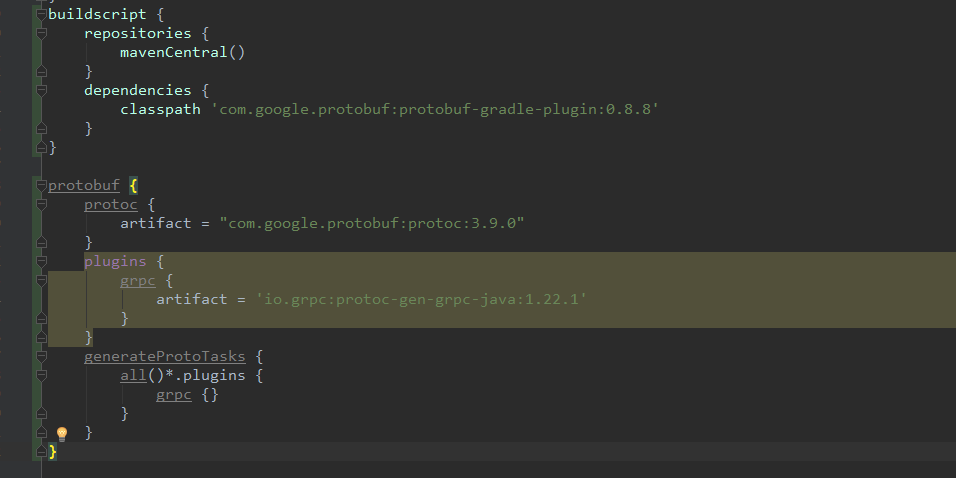 buildscript {
    repositories {
        mavenCentral()
    }
    dependencies {
        classpath 'com.google.protobuf:protobuf-gradle-plugin:0.8.8'
    }
}
protobuf {
    protoc {
        artifact = "com.google.protobuf:protoc:3.9.0"
    }
    plugins {
        grpc {
            artifact = 'io.grpc:protoc-gen-grpc-java:1.22.1'
        }
    }
    generateProtoTasks {
        all()*.plugins {
            grpc {}
        }
    }
}